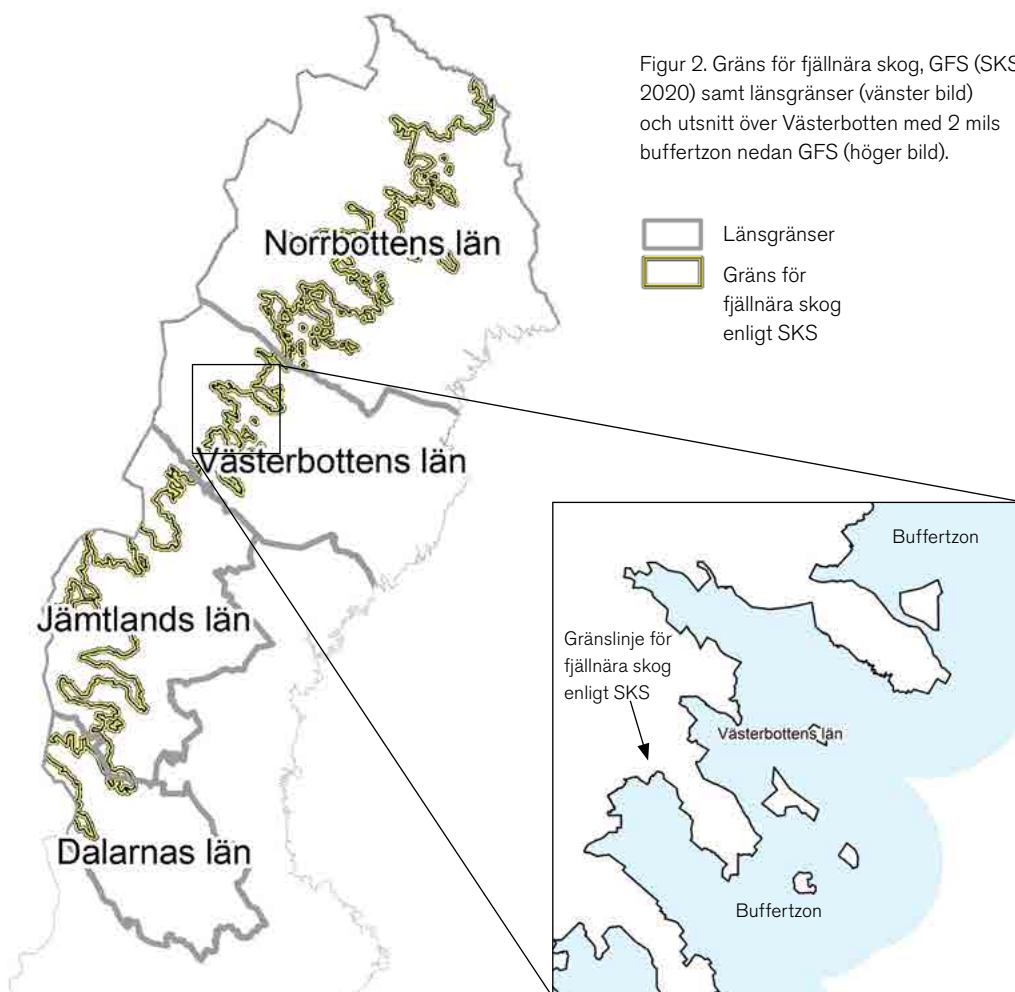 Figur 2. Gräns för fjällnära skog, GFS (SKS
2020) samt länsgränser (vänster bild)
och utsnitt över Västerbotten med 2 mils
buffertzon nedan GFS (höger bild).
Länsgränser
Gräns för
fjällnära skog
enligt SKS
Norrbottens län
Västerbottens län
Jämtlands län
Dalarnas län
Buffertzon
Gränslinje för
fjällnära skog
enligt SKS
Västerbottens län
Buffertzon